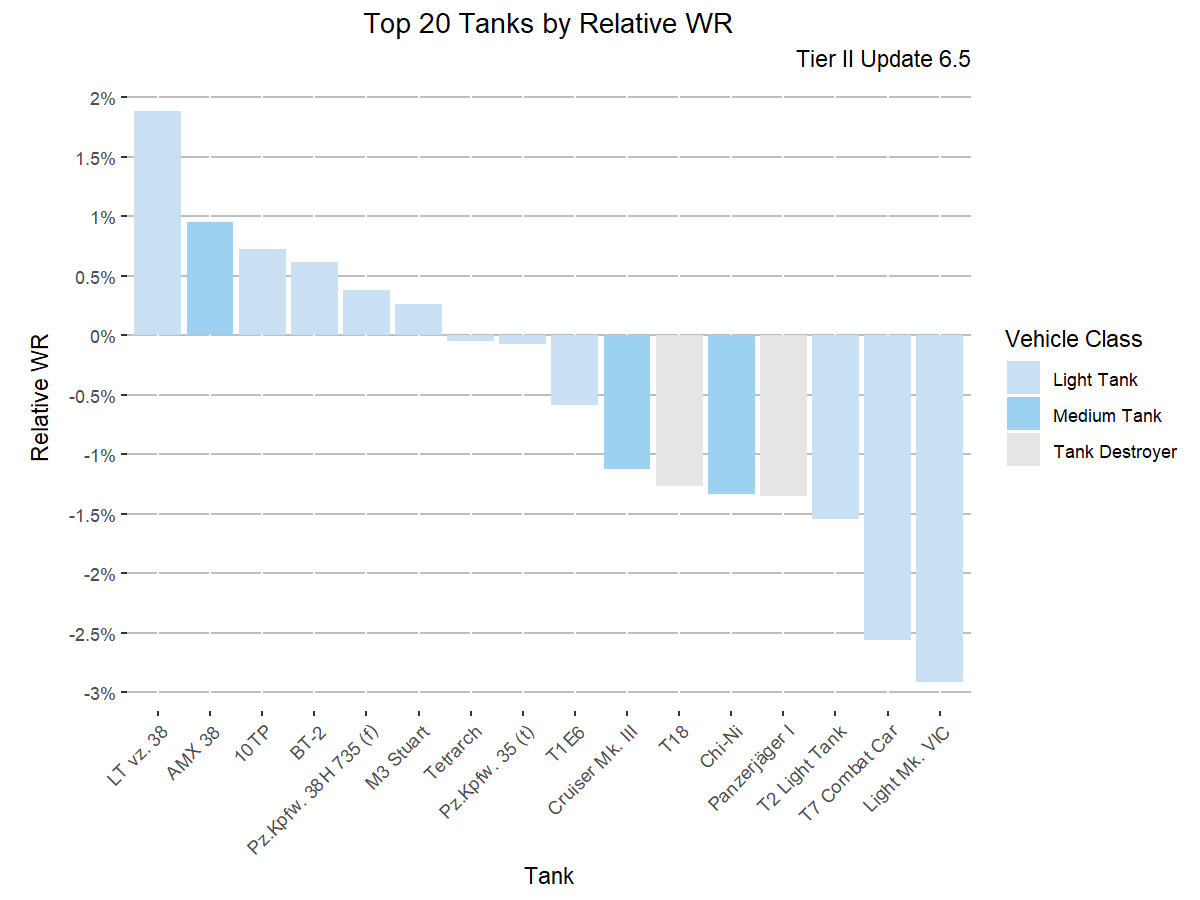 Top 20 Tanks by Relative WR
Tier II Update 6.5
Relative WR
2%
1.5%
1%
0.5%
0%
-0.5%
-1%
-1.5%
-2%
-2.5%
-3%
LT vz. 38
AMX 38
10TP
BT-2
Pz.Kpfw. 38H 735 (f)
M3 Stuart
Tetrarch
Pz.Kpfw. 35 (t)
T1E6
Cruiser Mk. III
T18
Chi-Ni
Panzerjäger I
T2 Light Tank
T7 Combat Car
Light Mk. VIC
Tank
Vehicle Class
Light Tank
Medium Tank
Tank Destroyer